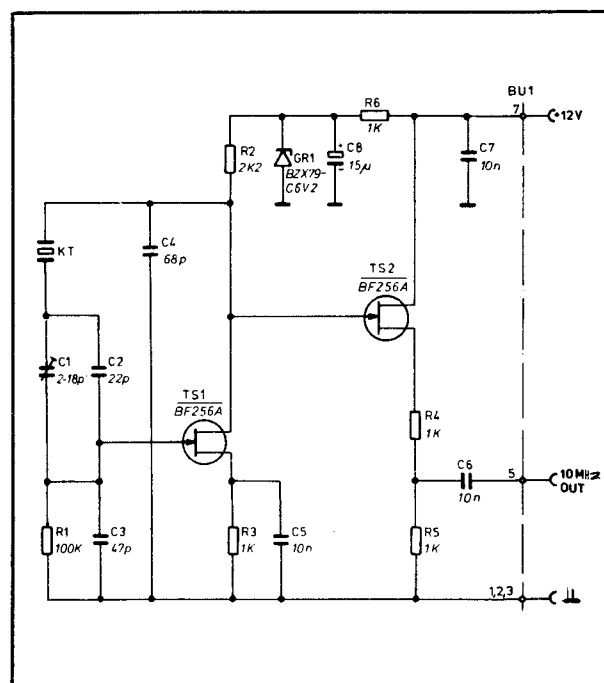 BU1
R6
1K
7
+12V
R2
2K2
GR1
BZX79-
C6V2
+
C8
15µ
-
C7
10n
KT
C4
68p
TS2
BF256A
C1
2-18p
C2
22p
TS1
BF256A
R4
1K
C6
10n
5
10MHz
OUT
R1
100K
C3
47p
R3
1K
C5
10n
R5
1K
1,2,3